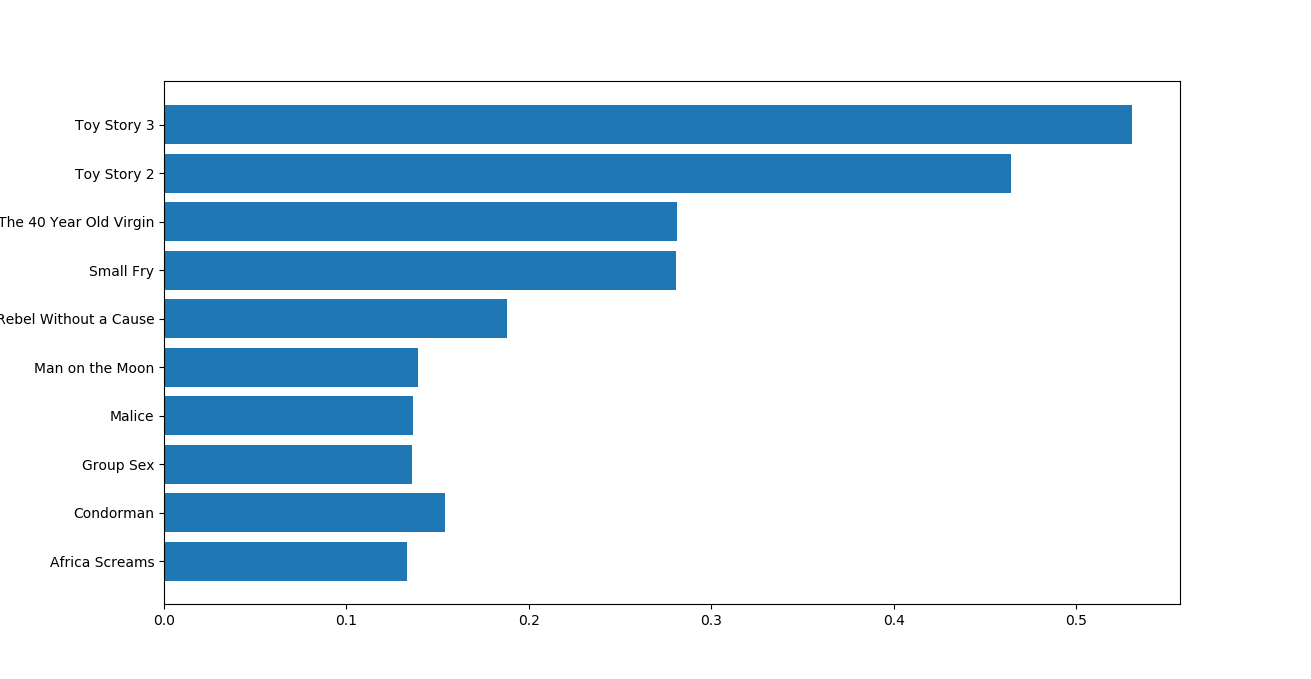 Toy Story 3
Toy Story 2
The 40 Year Old Virgin
Small Fry
Rebel Without a Cause
Man on the Moon
Malice
Group Sex
Condorman
Africa Screams
0.0 0.1 0.2 0.3 0.4 0.5